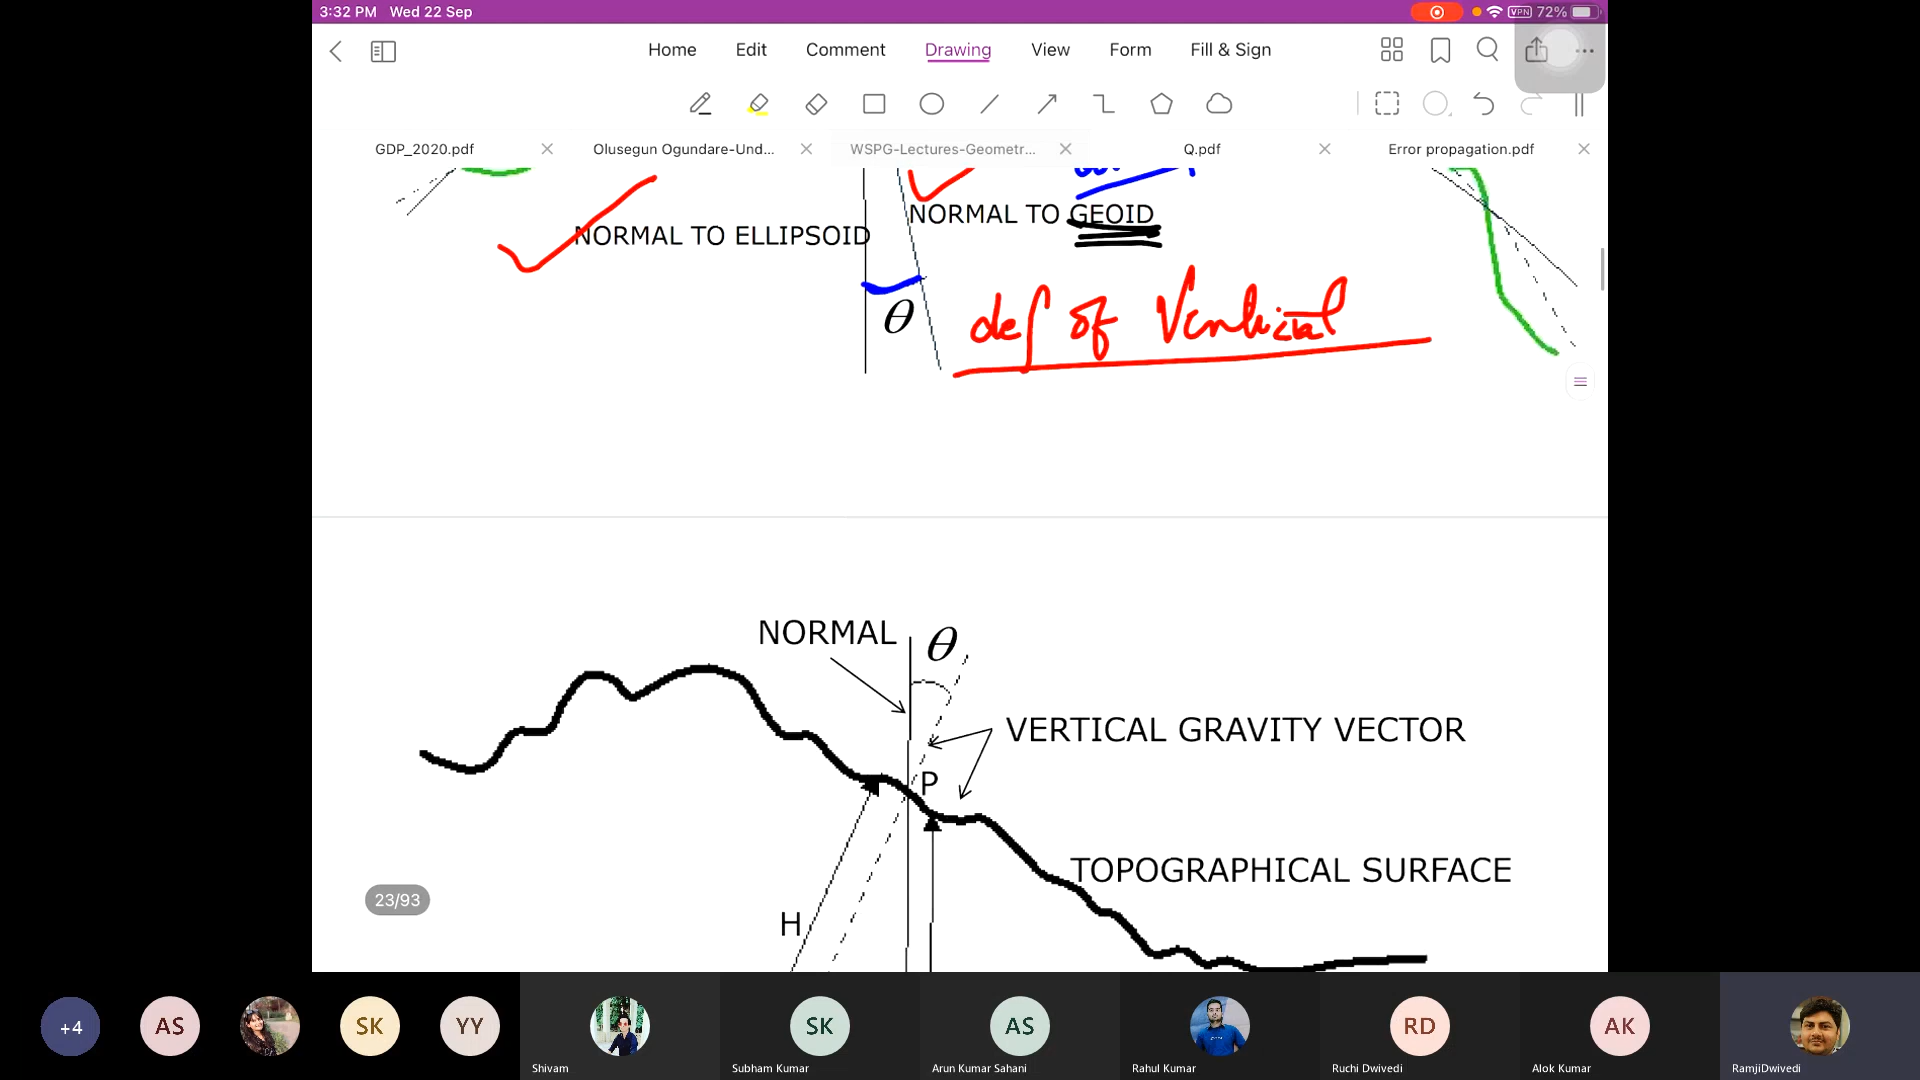 3:32 PM Wed 22 Sep
VPN 72%
Home Edit Comment Drawing View Form Fill & Sign
GDP_2020.pdf Olusegun Ogundare-Und... WSPG-Lectures-Geometr... Q.pdf Error propagation.pdf
NORMAL TO GEOID
NORMAL TO ELLIPSOID
θ
def of Vertical
NORMAL θ
VERTICAL GRAVITY VECTOR
P
TOPOGRAPHICAL SURFACE
23/93
H
+4 AS SK YY SK AS RD AK
Shivam Subham Kumar Arun Kumar Sahani Rahul Kumar Ruchi Dwivedi Alok Kumar RamjiDwivedi